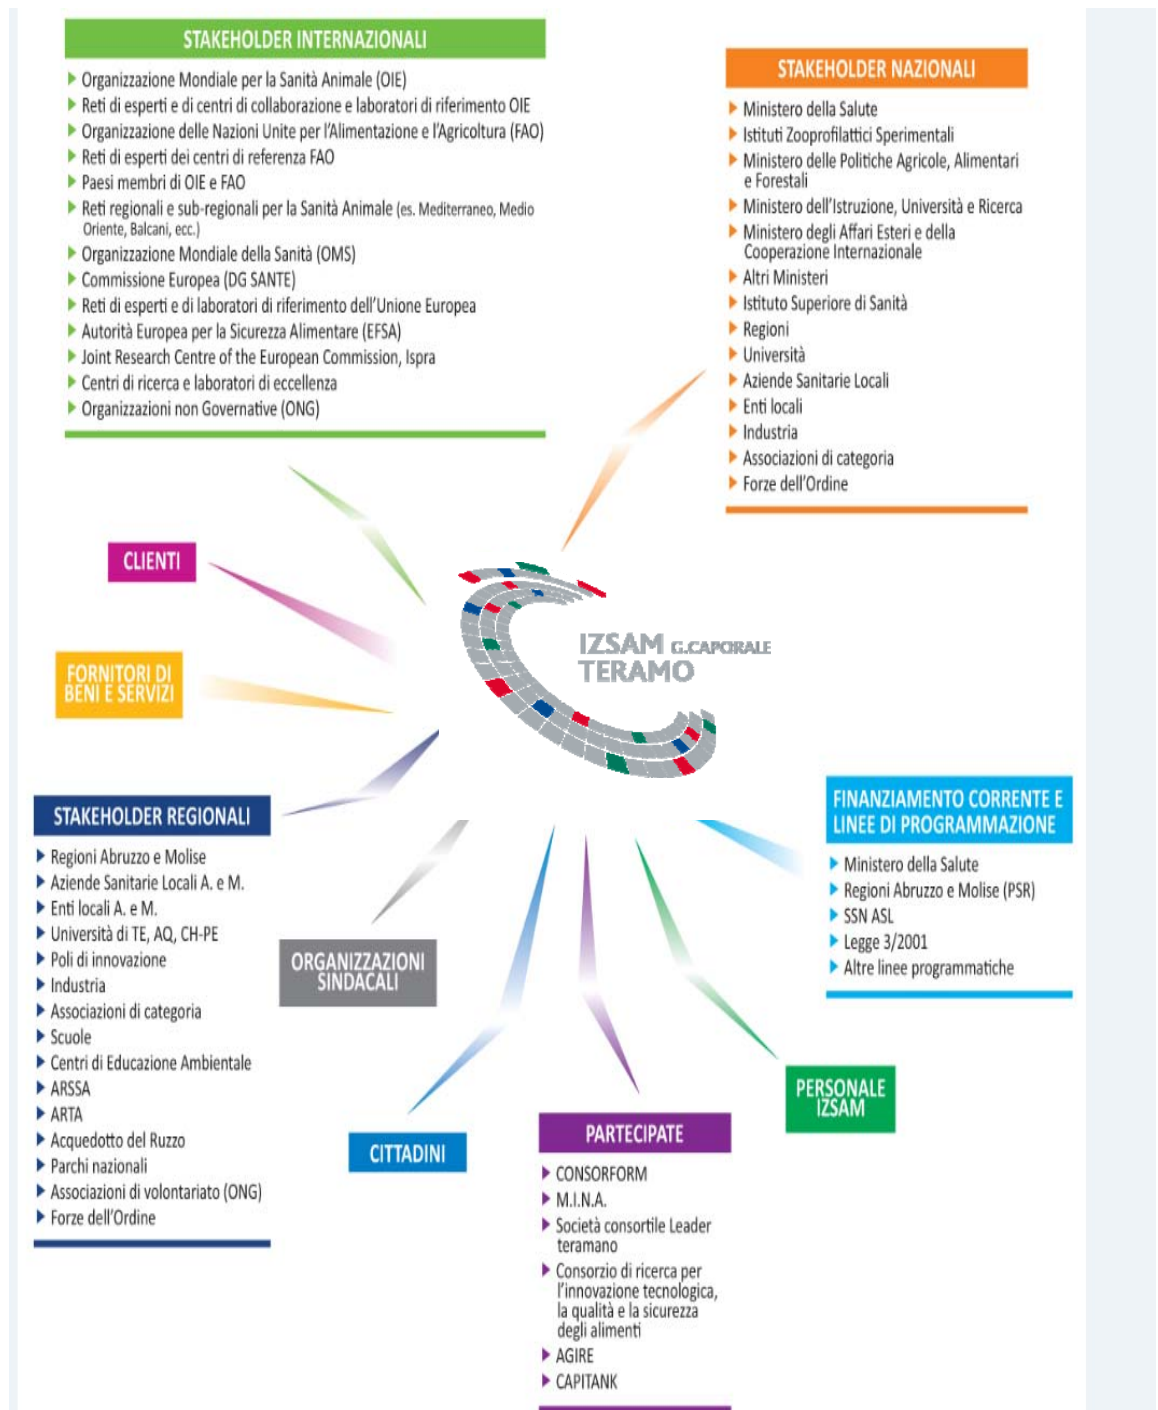 STAKEHOLDER INTERNAZIONALI
Organizzazione Mondiale per la Sanità Animale (OIE)
Reti di esperti e di centri di collaborazione e laboratori di riferimento OIE
Organizzazione delle Nazioni Unite per l'Alimentazione e l'Agricoltura (FAO)
Reti di esperti dei centri di referenza FAO
Paesi membri di OIE e FAO
Reti regionali e sub-regionali per la Sanità Animale (es. Mediterraneo, Medio
Oriente, Balcani, ecc.)
Organizzazione Mondiale della Sanità (OMS)
Commissione Europea (DG SANTE)
Reti di esperti e di laboratori di riferimento dell'Unione Europea
Autorità Europea per la Sicurezza Alimentare (EFSA)
Joint Research Centre of the European Commission, Ispra
Centri di ricerca e laboratori di eccellenza
Organizzazioni non Governative (ONG)
STAKEHOLDER NAZIONALI
Ministero della Salute
Istituti Zooprofilattici Sperimentali
Ministero delle Politiche Agricole, Alimentari
e Forestali
Ministero dell'Istruzione, Università e Ricerca
Ministero degli Affari Esteri e della
Cooperazione Internazionale
Altri Ministeri
Istituto Superiore di Sanità
Regioni
Università
Aziende Sanitarie Locali
Enti locali
Industria
Associazioni di categoria
Forze dell'Ordine
CLIENTI
FORNITORI DI
BENI E SERVIZI
IZSAM G.CAPORALE
TERAMO
STAKEHOLDER REGIONALI
Regioni Abruzzo e Molise
Aziende Sanitarie Locali A. e M.
Enti locali A. e M.
Università di TE, AQ, CH-PE
Poli di innovazione
Industria
Associazioni di categoria
Scuole
Centri di Educazione Ambientale
ARSSA
ARTA
Acquedotto del Ruzzo
Parchi nazionali
Associazioni di volontariato (ONG)
Forze dell'Ordine
ORGANIZZAZIONI
SINDACALI
CITTADINI
PARTECIPATE
CONSORFORM
M.I.N.A.
Società consortile Leader
teramano
Consorzio di ricerca per
l'innovazione tecnologica,
la qualità e la sicurezza
degli alimenti
AGIRE
CAPITANK
PERSONALE
IZSAM
FINANZIAMENTO CORRENTE E
LINEE DI PROGRAMMAZIONE
Ministero della Salute
Regioni Abruzzo e Molise (PSR)
SSN ASL
Legge 3/2001
Altre linee programmatiche